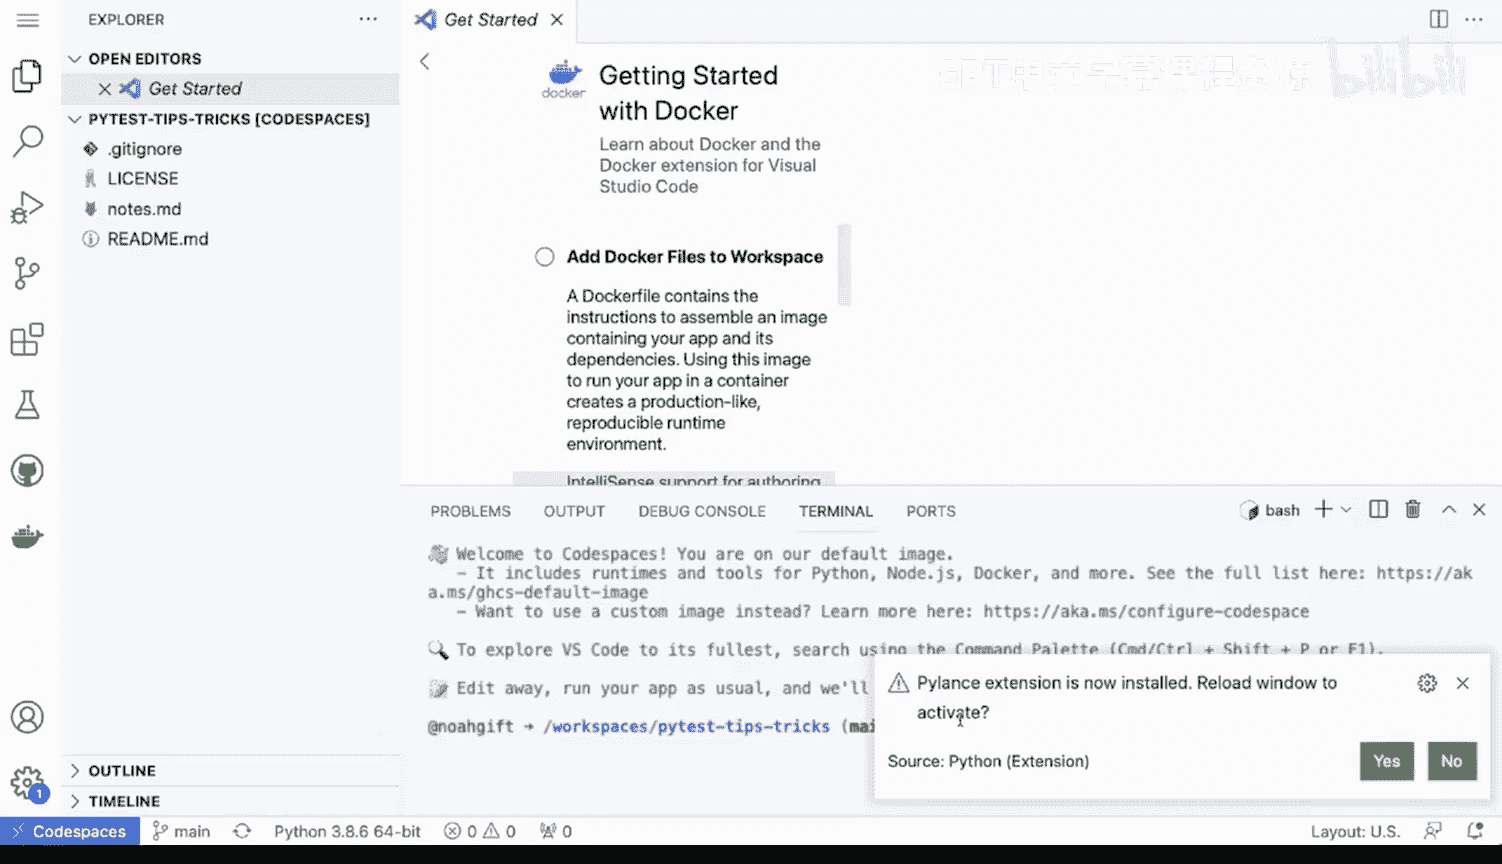 EXPLORER
Get Started
OPEN EDITORS
Get Started
PYTEST-TIPS-TRICKS [CODESPACES]
.gitignore
LICENSE
notes.md
README.md
OUTLINE
TIMELINE
docker
Getting Started
with Docker
Learn about Docker and the
Docker extension for Visual
Studio Code
Add Docker Files to Workspace
A Dockerfile contains the
instructions to assemble an image
containing your app and its
dependencies. Using this image
to run your app in a container
creates a production-like,
reproducible runtime
environment.
IntelliSense support for authoring
bilibili
PROBLEMS OUTPUT DEBUG CONSOLE TERMINAL PORTS
bash
Welcome to Codespaces! You are on our default image.
- It includes runtimes and tools for Python, Node.js, Docker, and more. See the full list here: https://ak
a.ms/ghcs-default-image
- Want to use a custom image instead? Learn more here: https://aka.ms/configure-codespace
To explore VS Code to its fullest, search using the Command Palette (Cmd/Ctrl + Shift + P or F1).
Edit away, run your app as usual, and we'll
@noahgift → /workspaces/pytest-tips-tricks (mai
Pylance extension is now installed. Reload window to
activate?
Source: Python (Extension)
Yes
No
1
Codespaces main Python 3.8.6 64-bit 0 0 0 Layout: U.S.